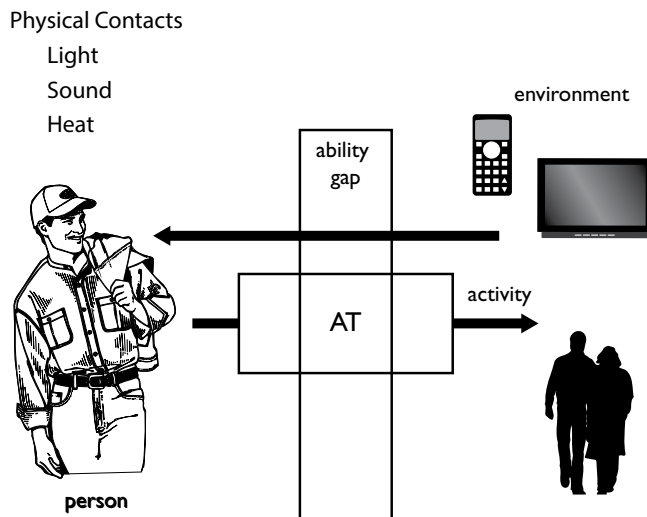 Physical Contacts
Light
Sound
Heat
environment
ability
gap
activity
AT
person